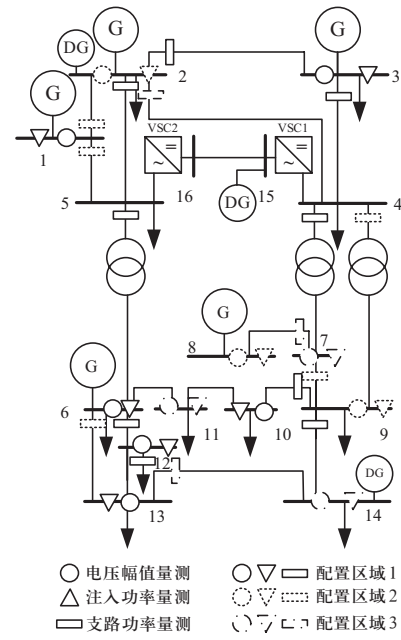 G
DG
G
G
2
3
G
VSC2
VSC1
=
~
=
~
1
16
15
5
4
DG
G
8
7
G
6
11
10
9
12
DG
13
14
电压幅值量测
配置区域1
注入功率量测
配置区域2
支路功率量测
配置区域3